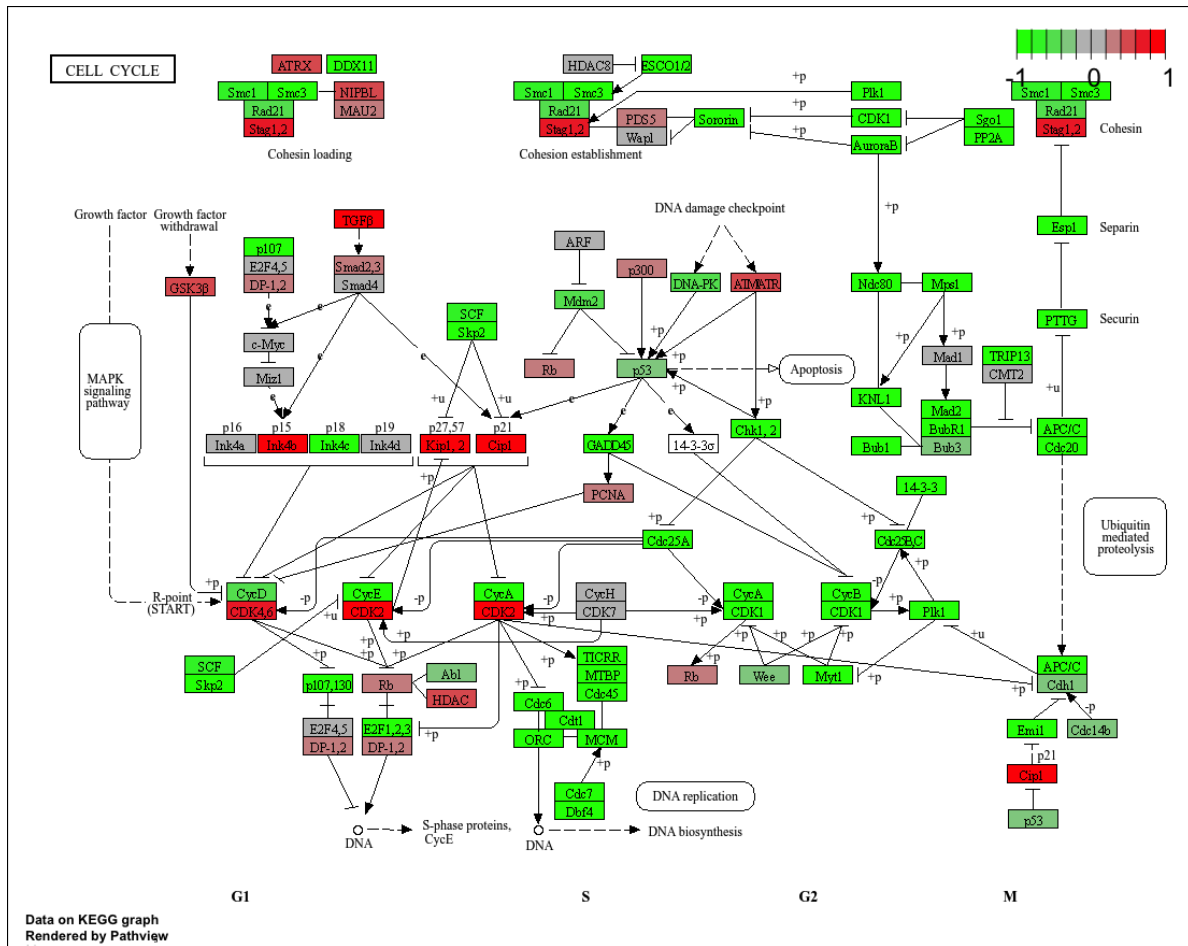 CELL CYCLE
-1 0 1
ATRX DDX11
Smc1 Smc3 NIPBL
Rad21 MAU2
Stag1,2
Cohesin loading
HDAC8 ESCO1/2
Smc1 Smc3
Rad21
Stag1,2
PDS5 Sororin
Wapl
Cohesion establishment
+p Plk1
+p CDK1
+p AuroraB
Sgo1
PP2A
Smc1 Smc3
Rad21
Stag1,2
Cohesin
Growth factor
Growth factor
withdrawal
TGFβ
p107
E2F4,5
DP-1,2
Smad2,3
Smad4
GSK3β
e
e
e
c-Myc
Miz1
e
MAPK
signaling
pathway
SCF
Skp2
+u
+u
ARF
Mdm2
Rb
DNA damage checkpoint
p300
DNA-PK
ATM/ATR
+p
+p
p53
+p
Apoptosis
e
e
e
+p
+p
Ndc80
Mps1
Esp1
Separin
PTTG
Securin
+p
+p
Mad1
TRIP13
CMT2
+u
KNL1
Mad2
BubR1
Bub3
Bub1
APC/C
Cdc20
p16 p15 p18 p19 p27,57 p21
Ink4a Ink4b Ink4c Ink4d Kip1, 2 Cip1
GADD45
14-3-3σ
Chk1, 2
+p
PCNA
14-3-3
+p
+p
Cdc25A
Cdc25B,C
Ubiquitin
mediated
proteolysis
R-point
(START)
+p
CycD
CDK4,6
-p
CycE
CDK2
-p
CycA
CDK2
-p
+p
CycH
CDK7
-p
+p
CycA
CDK1
CycB
CDK1
-p
+p
+p
Plk1
+u
+u
SCF
Skp2
+p
+p
+p
+p
+p
+p
+p
+p
+p
+p
+p
+p
p107,130
Rb
Abl
HDAC
TICRR
MTBP
Cdc45
Rb
Wee
Myt1
APC/C
Cdh1
-p
E2F4,5
DP-1,2
E2F1,2,3
DP-1,2
+p
Cdc6
Cdt1
ORC
MCM
+p
Cdc7
Dbf4
Emi1
Cdc14b
p21
Cip1
p53
DNA replication
DNA
S-phase proteins,
CycE
DNA
DNA biosynthesis
G1 S G2 M
Data on KEGG graph
Rendered by Pathview